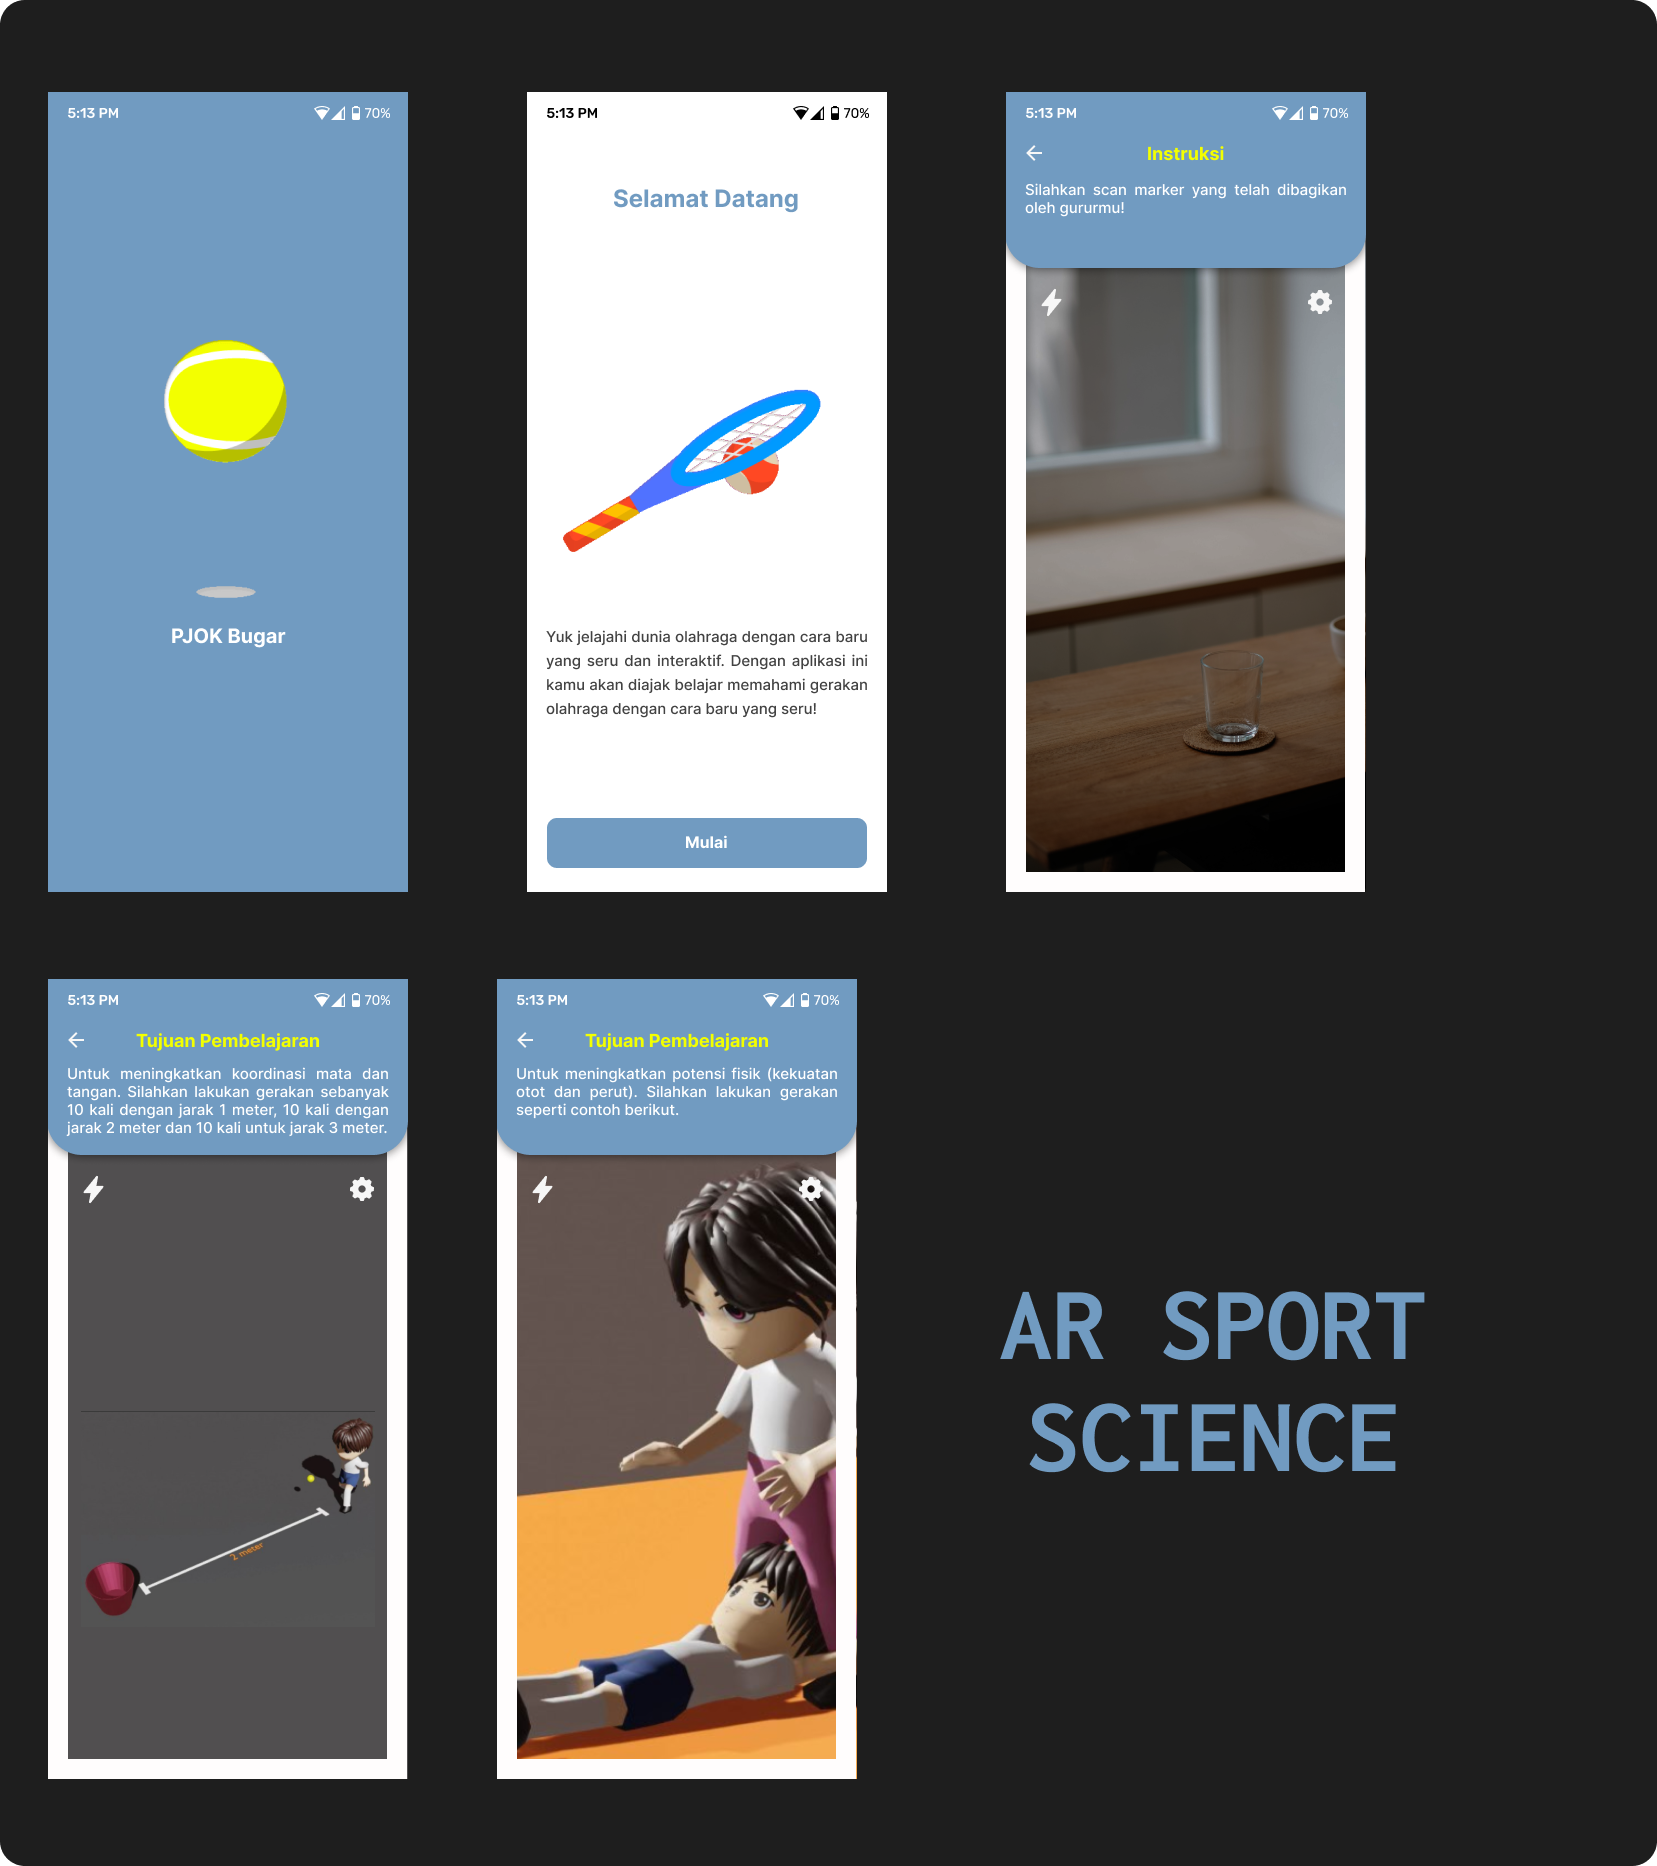 5:13 PM
70%
PJOK Bugar
5:13 PM
70%
Selamat Datang
Yuk jelajahi dunia olahraga dengan cara baru
yang seru dan interaktif. Dengan aplikasi ini
kamu akan diajak belajar memahami gerakan
olahraga dengan cara baru yang seru!
Mulai
5:13 PM
70%
Instruksi
Silahkan scan marker yang telah dibagikan
oleh gururmu!
5:13 PM
70%
Tujuan Pembelajaran
Untuk meningkatkan koordinasi mata dan
tangan. Silahkan lakukan gerakan sebanyak
10 kali dengan jarak 1 meter, 10 kali dengan
jarak 2 meter dan 10 kali untuk jarak 3 meter.
2 meter
5:13 PM
70%
Tujuan Pembelajaran
Untuk meningkatkan potensi fisik (kekuatan
otot dan perut). Silahkan lakukan gerakan
seperti contoh berikut.
AR SPORT
SCIENCE